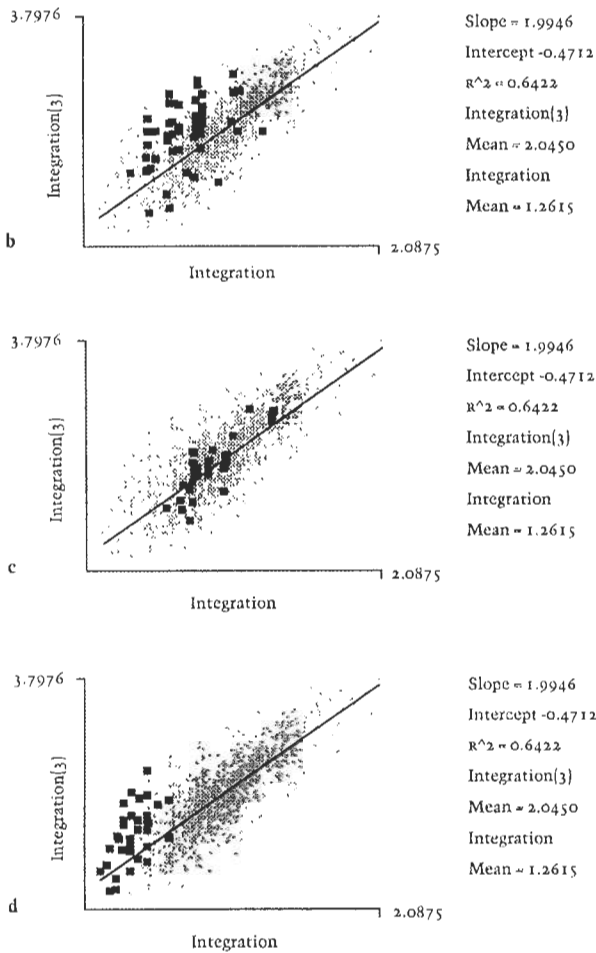 3.7976
Integration(3)
b
Integration
2.0875
Slope = 1.9946
Intercept -0.4712
R^2 = 0.6422
Integration(3)
Mean = 2.0450
Integration
Mean = 1.2615
3.7976
Integration(3)
c
Integration
2.0875
Slope = 1.9946
Intercept -0.4712
R^2 = 0.6422
Integration(3)
Mean = 2.0450
Integration
Mean = 1.2615
3.7976
Integration(3)
d
Integration
2.0875
Slope = 1.9946
Intercept -0.4712
R^2 = 0.6422
Integration(3)
Mean = 2.0450
Integration
Mean = 1.2615